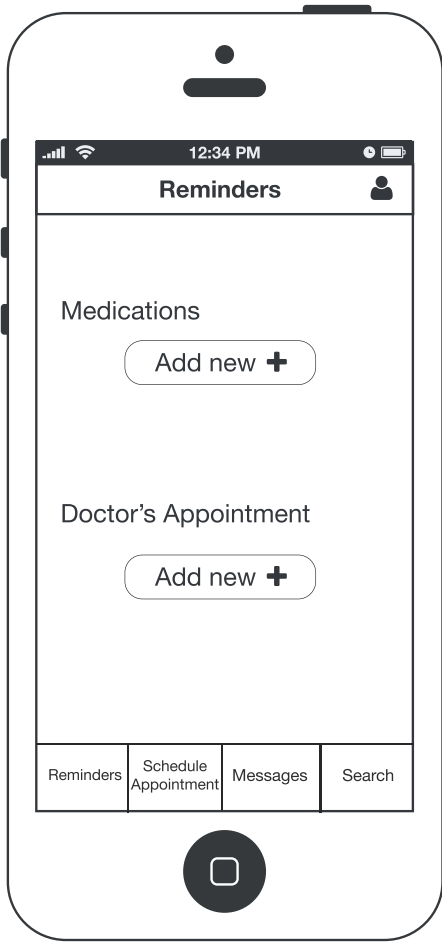 12:34 PM
Reminders
Medications
Add new +
Doctor's Appointment
Add new +
Reminders
Schedule
Appointment
Messages
Search